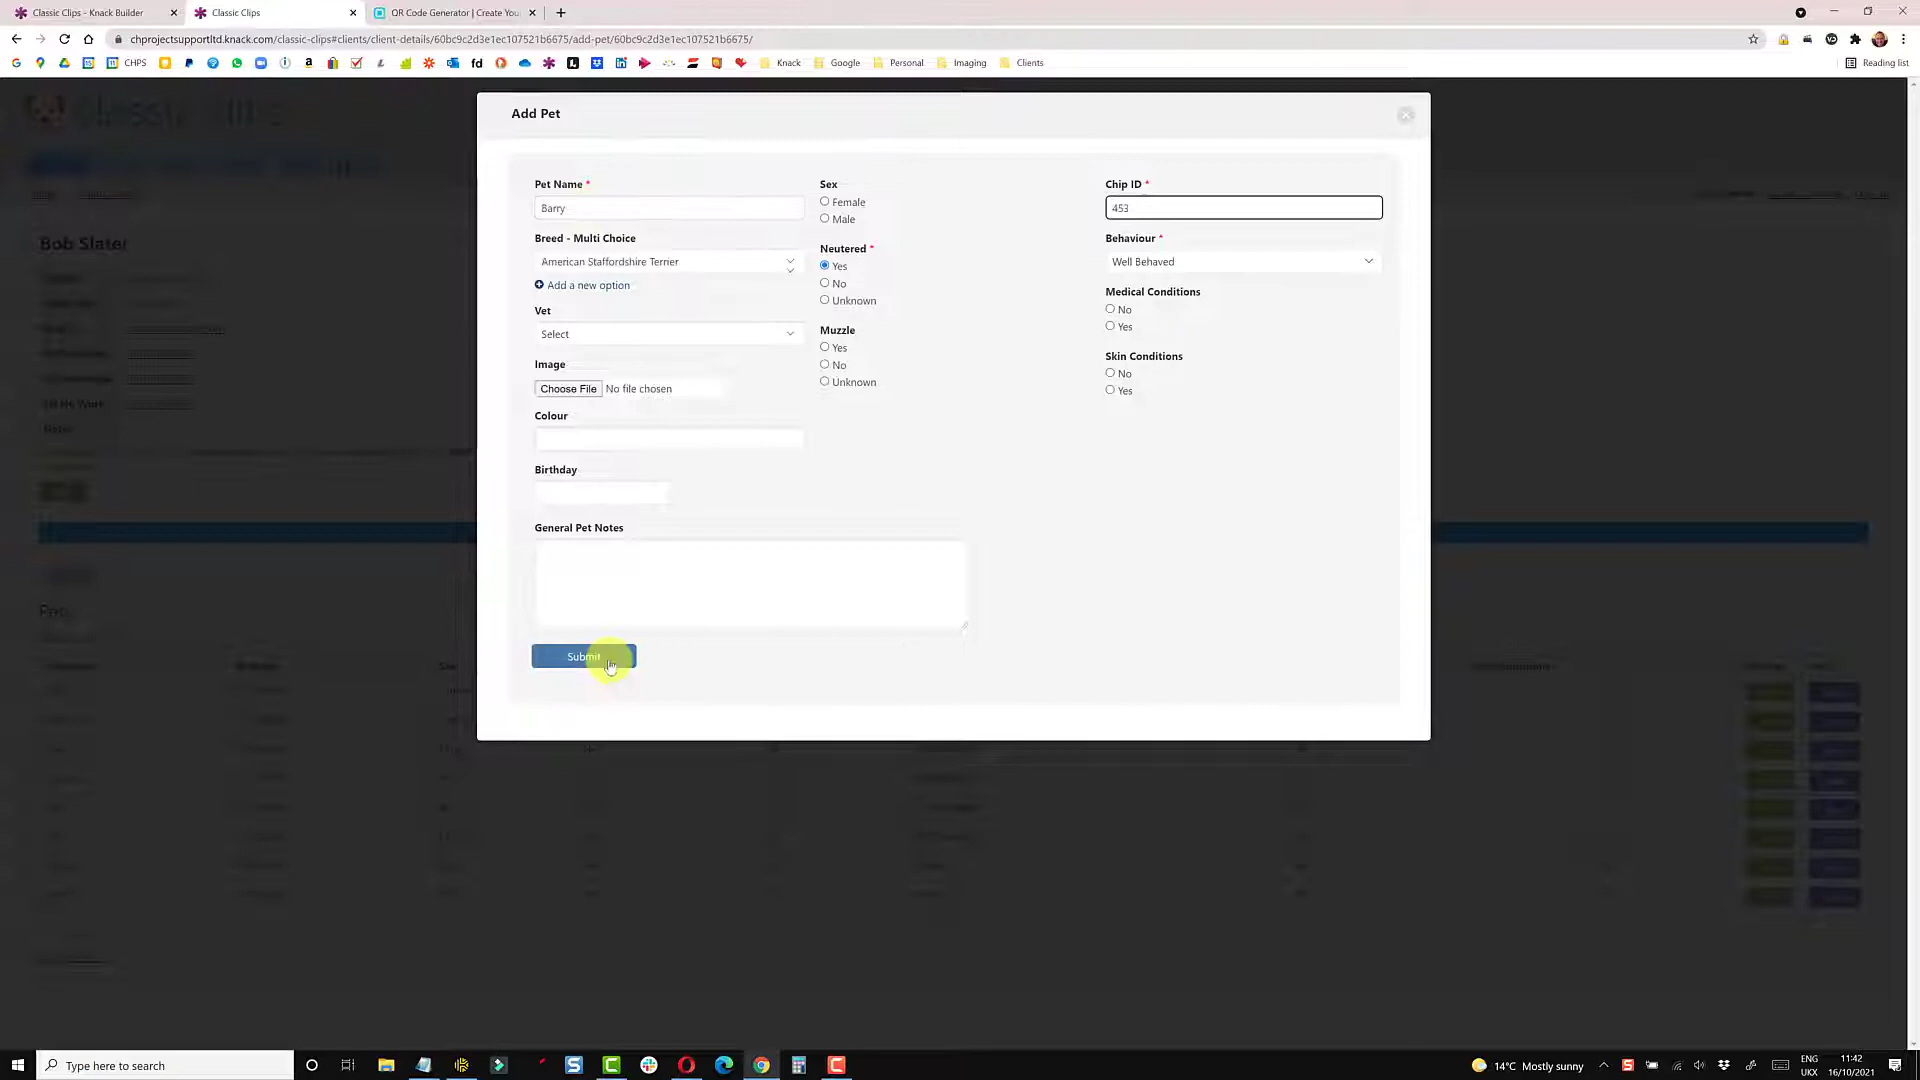 Classic Clips - Knack Builder
Classic Clips
QR Code Generator | Create You
chprojectsupportltd.knack.com/classic-clips#clients/client-details/60bc9c2d3e1ec107521b6675/add-pet/60bc9c2d3e1ec107521b6675/
CHPS
Knack
Google
Personal
Imaging
Clients
Reading list
Classic Clips
Add Pet
Bob Slater
Pet Name *
Barry
Breed - Multi Choice
American Staffordshire Terrier
Add a new option
Vet
Select
Image
Choose File No file chosen
Colour
Birthday
General Pet Notes
Submit
Sex
Female
Male
Neutered *
Yes
No
Unknown
Muzzle
Yes
No
Unknown
Chip ID *
453
Behaviour *
Well Behaved
Medical Conditions
No
Yes
Skin Conditions
No
Yes
Type here to search
14°C Mostly sunny
ENG
UKX
11:42
16/10/2021